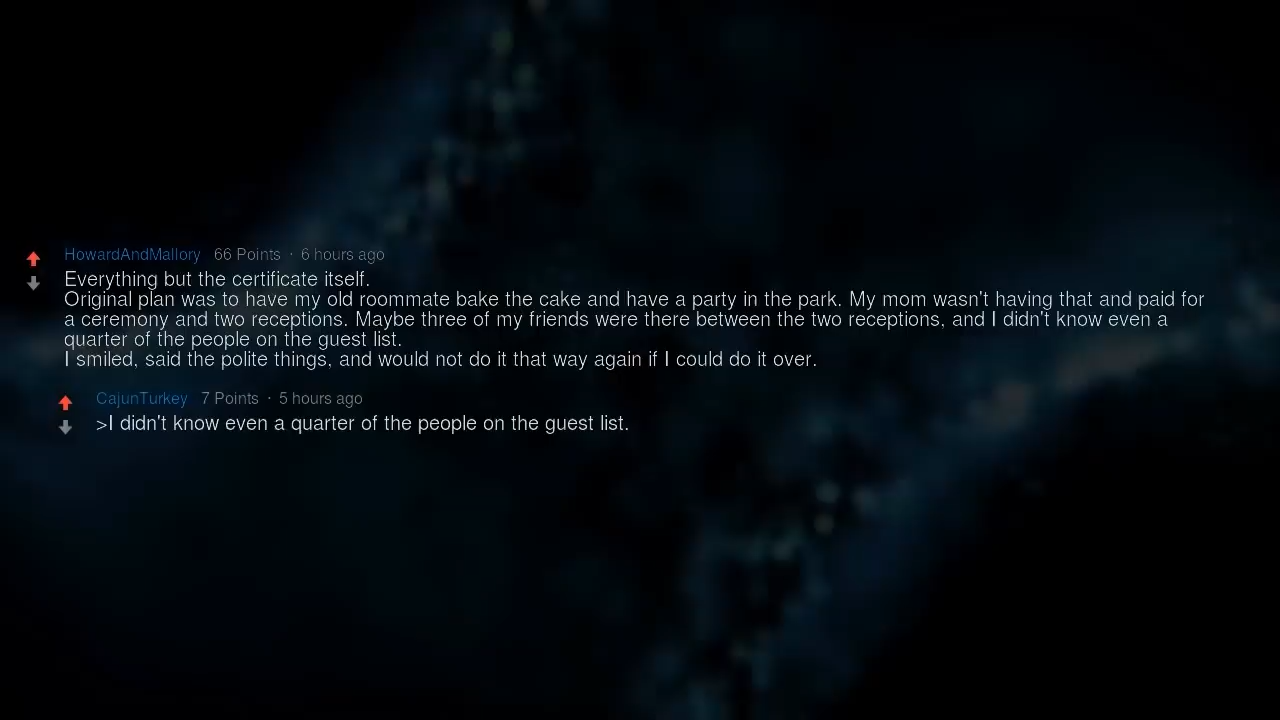 HowardAndMallory 66 Points · 6 hours ago
Everything but the certificate itself.
Original plan was to have my old roommate bake the cake and have a party in the park. My mom wasn't having that and paid for
a ceremony and two receptions. Maybe three of my friends were there between the two receptions, and I didn't know even a
quarter of the people on the guest list.
I smiled, said the polite things, and would not do it that way again if I could do it over.
CajunTurkey 7 Points · 5 hours ago
>I didn't know even a quarter of the people on the guest list.